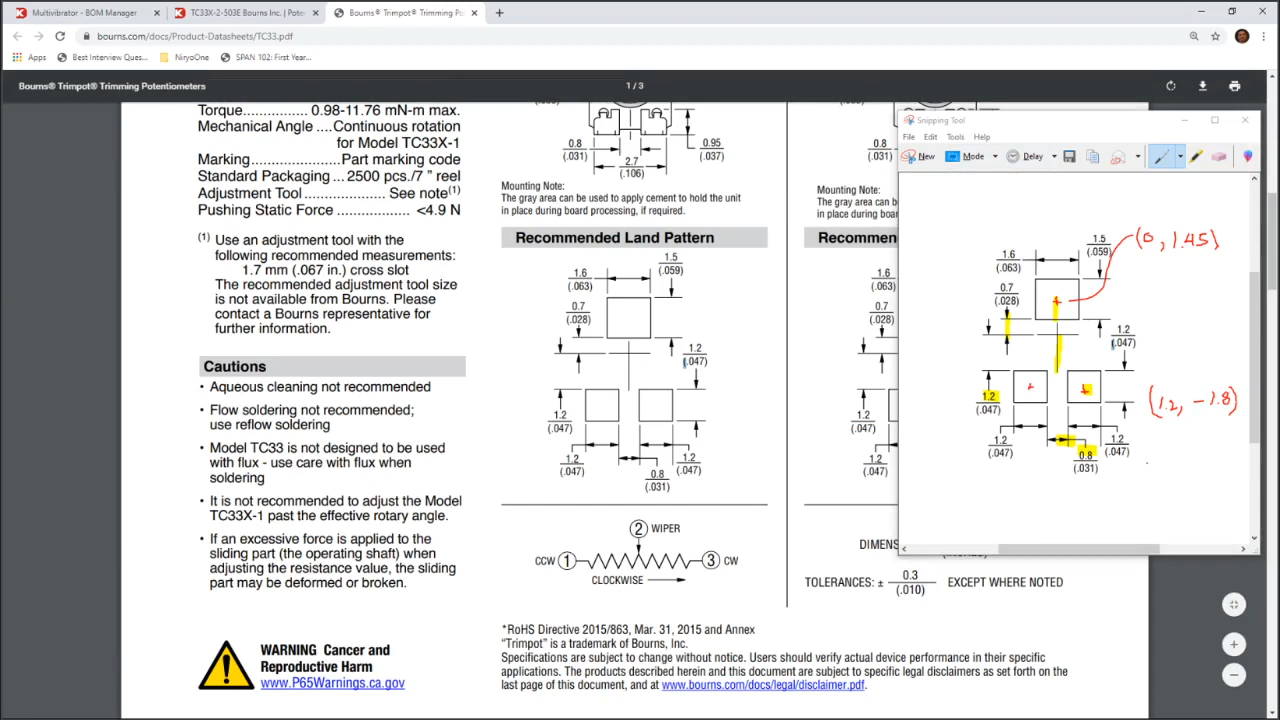 Multivibrator - BOM Manager
TC33X-2-503E Bourns Inc. | Poten
Bourns® Trimpot® Trimming Pot
bourns.com/docs/Product-Datasheets/TC33.pdf
Apps
Best Interview Ques...
NiryoOne
SPAN 102: First Year...
Bourns® Trimpot® Trimming Potentiometers
1 / 3
Torque................ 0.98-11.76 mN-m max.
Mechanical Angle ....Continuous rotation
for Model TC33X-1
Marking ......................Part marking code
Standard Packaging ...2500 pcs./7 ” reel
Adjustment Tool ....................See note(1)
Pushing Static Force ................. <4.9 N
(1) Use an adjustment tool with the
following recommended measurements:
1.7 mm (.067 in.) cross slot
The recommended adjustment tool size
is not available from Bourns. Please
contact a Bourns representative for
further information.
Cautions
• Aqueous cleaning not recommended
• Flow soldering not recommended;
use reflow soldering
• Model TC33 is not designed to be used
with flux - use care with flux when
soldering
• It is not recommended to adjust the Model
TC33X-1 past the effective rotary angle.
• If an excessive force is applied to the
sliding part (the operating shaft) when
adjusting the resistance value, the sliding
part may be deformed or broken.
WARNING Cancer and
Reproductive Harm
www.P65Warnings.ca.gov
0.8
(.031)
2.7
(.106)
0.95
(.037)
Mounting Note:
The gray area can be used to apply cement to hold the unit
in place during board processing, if required.
Recommended Land Pattern
1.6
(.063)
1.5
(.059)
0.7
(.028)
1.2
(.047)
1.2
(.047)
1.2
(.047)
0.8
(.031)
1.2
(.047)
2 WIPER
CCW 1
3 CW
CLOCKWISE
*RoHS Directive 2015/863, Mar. 31, 2015 and Annex
“Trimpot” is a trademark of Bourns, Inc.
Specifications are subject to change without notice. Users should verify actual device performance in their specific
applications. The products described herein and this document are subject to specific legal disclaimers as set forth on the
last page of this document, and at www.bourns.com/docs/legal/disclaimer.pdf.
0.8
(.031)
Mounting Note:
The gray area can
in place during boa
Recommen
1.6
(.063)
0.7
(.028)
1.2
(.047)
1.2
(.047)
DIMENS
TOLERANCES: ± 0.3
(.010) EXCEPT WHERE NOTED
Snipping Tool
File Edit Tools Help
New Mode Delay
1.6
(.063)
1.5
(.059)
(0, 1.45)
0.7
(.028)
1.2
(.047)
1.2
(.047)
(1.2, -1.8)
1.2
(.047)
0.8
(.031)
1.2
(.047)